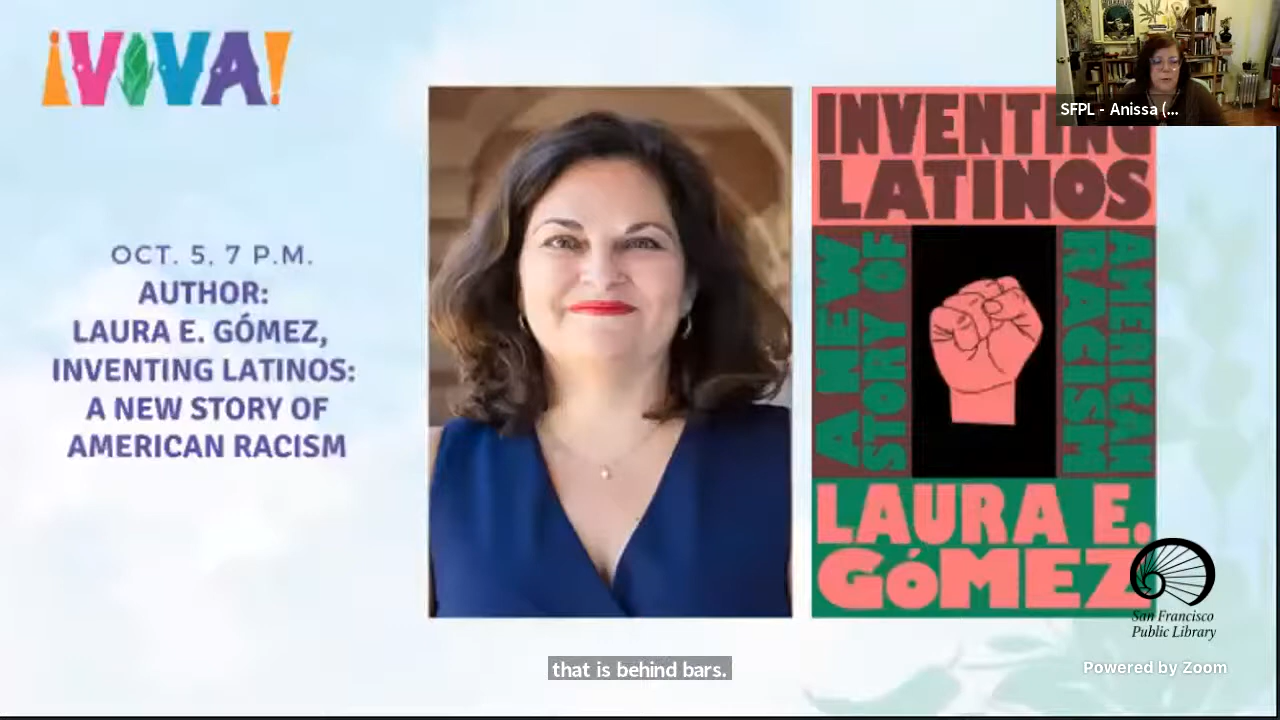 ¡VIVA!
OCT. 5, 7 P.M.
AUTHOR:
LAURA E. GÓMEZ,
INVENTING LATINOS:
A NEW STORY OF
AMERICAN RACISM
INVENTING
LATINOS
A NEW
STORY OF
AMERICAN
RACISM
LAURA E.
GÓMEZ
SFPL - Anissa (...
San Francisco
Public Library
that is behind bars.
Powered by Zoom